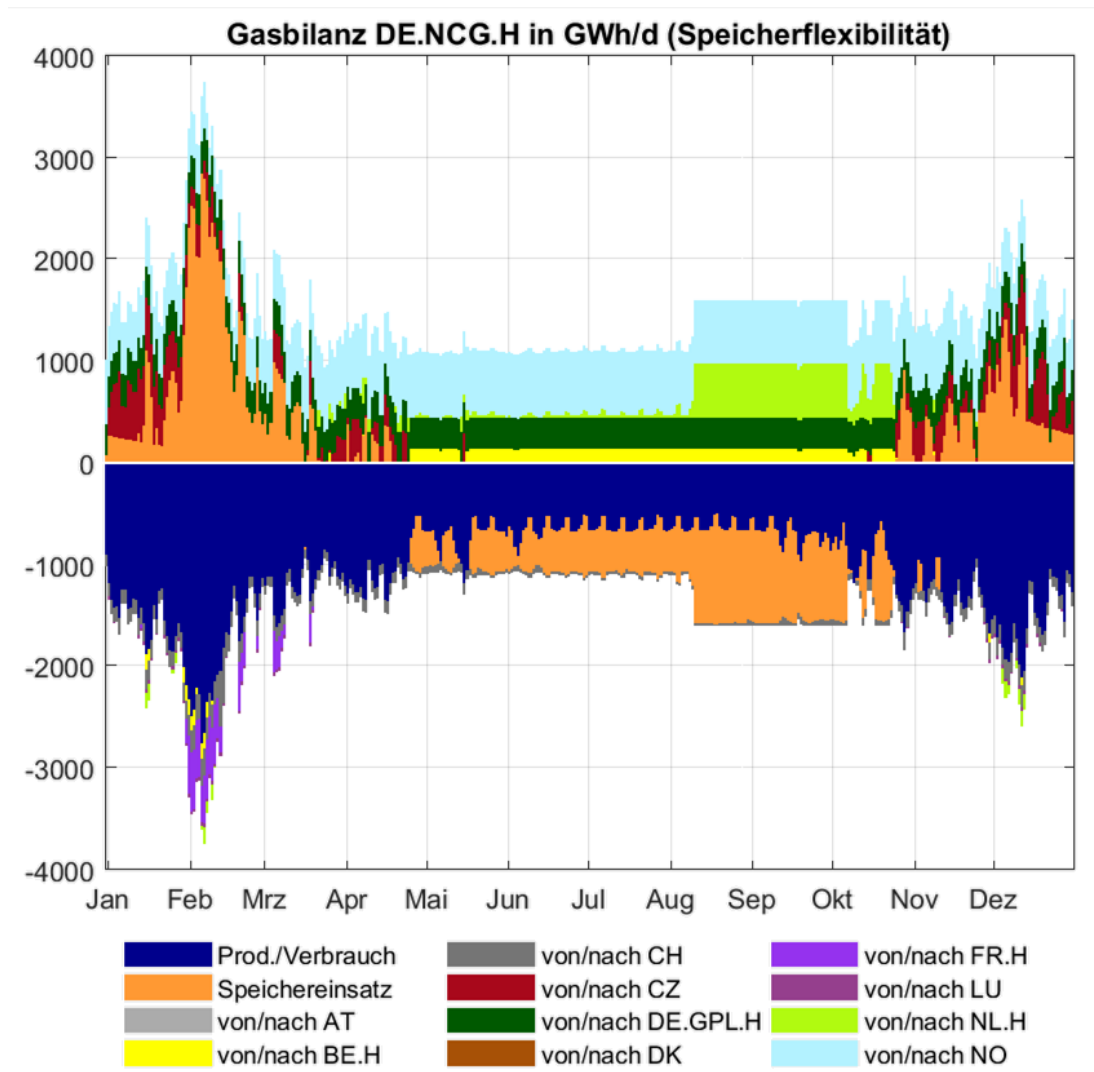 Gasbilanz DE.NCG.H in GWh/d (Speicherflexibilität)
4000
3000
2000
1000
0
-1000
-2000
-3000
-4000
Jan Feb Mrz Apr Mai Jun Jul Aug Sep Okt Nov Dez
Prod./Verbrauch von/nach CH von/nach FR.H
Speichereinsatz von/nach CZ von/nach LU
von/nach AT von/nach DE.GPL.H von/nach NL.H
von/nach BE.H von/nach DK von/nach NO